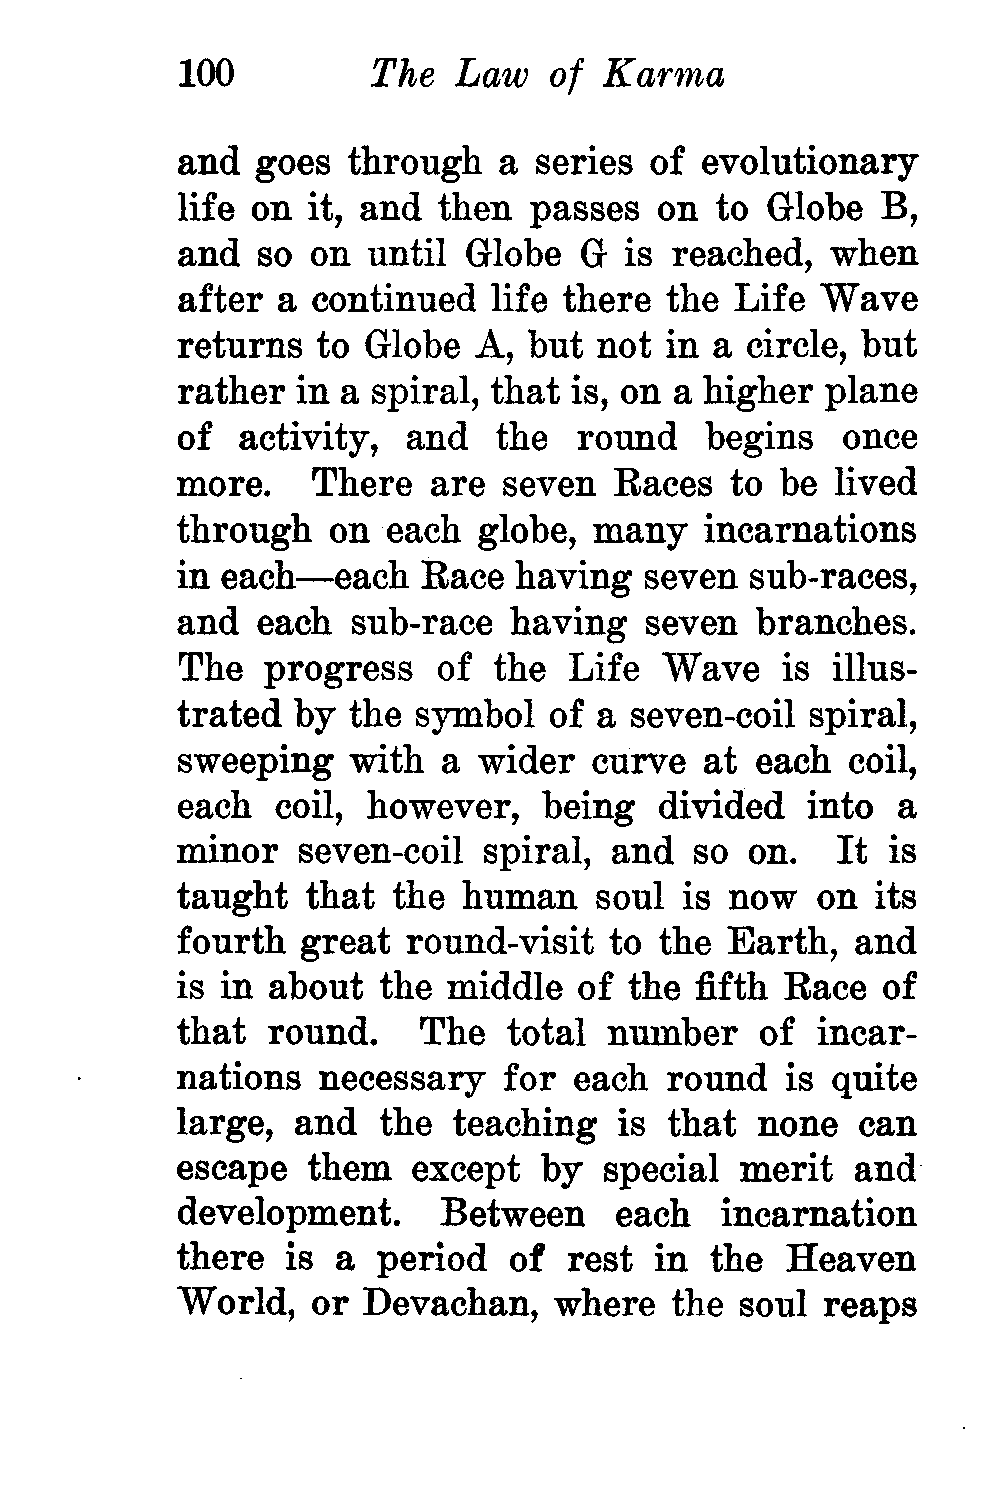 100 The Law of Karma
and goes through a series of evolutionary
life on it, and then passes on to Globe B,
and so on until Globe G is reached, when
after a continued life there the Life Wave
returns to Globe A, but not in a circle, but
rather in a spiral, that is, on a higher plane
of activity, and the round begins once
more. There are seven Races to be lived
through on each globe, many incarnations
in each—each Race having seven sub-races,
and each sub-race having seven branches.
The progress of the Life Wave is illus-
trated by the symbol of a seven-coil spiral,
sweeping with a wider curve at each coil,
each coil, however, being divided into a
minor seven-coil spiral, and so on. It is
taught that the human soul is now on its
fourth great round-visit to the Earth, and
is in about the middle of the fifth Race of
that round. The total number of incar-
nations necessary for each round is quite
large, and the teaching is that none can
escape them except by special merit and
development. Between each incarnation
there is a period of rest in the Heaven
World, or Devachan, where the soul reaps